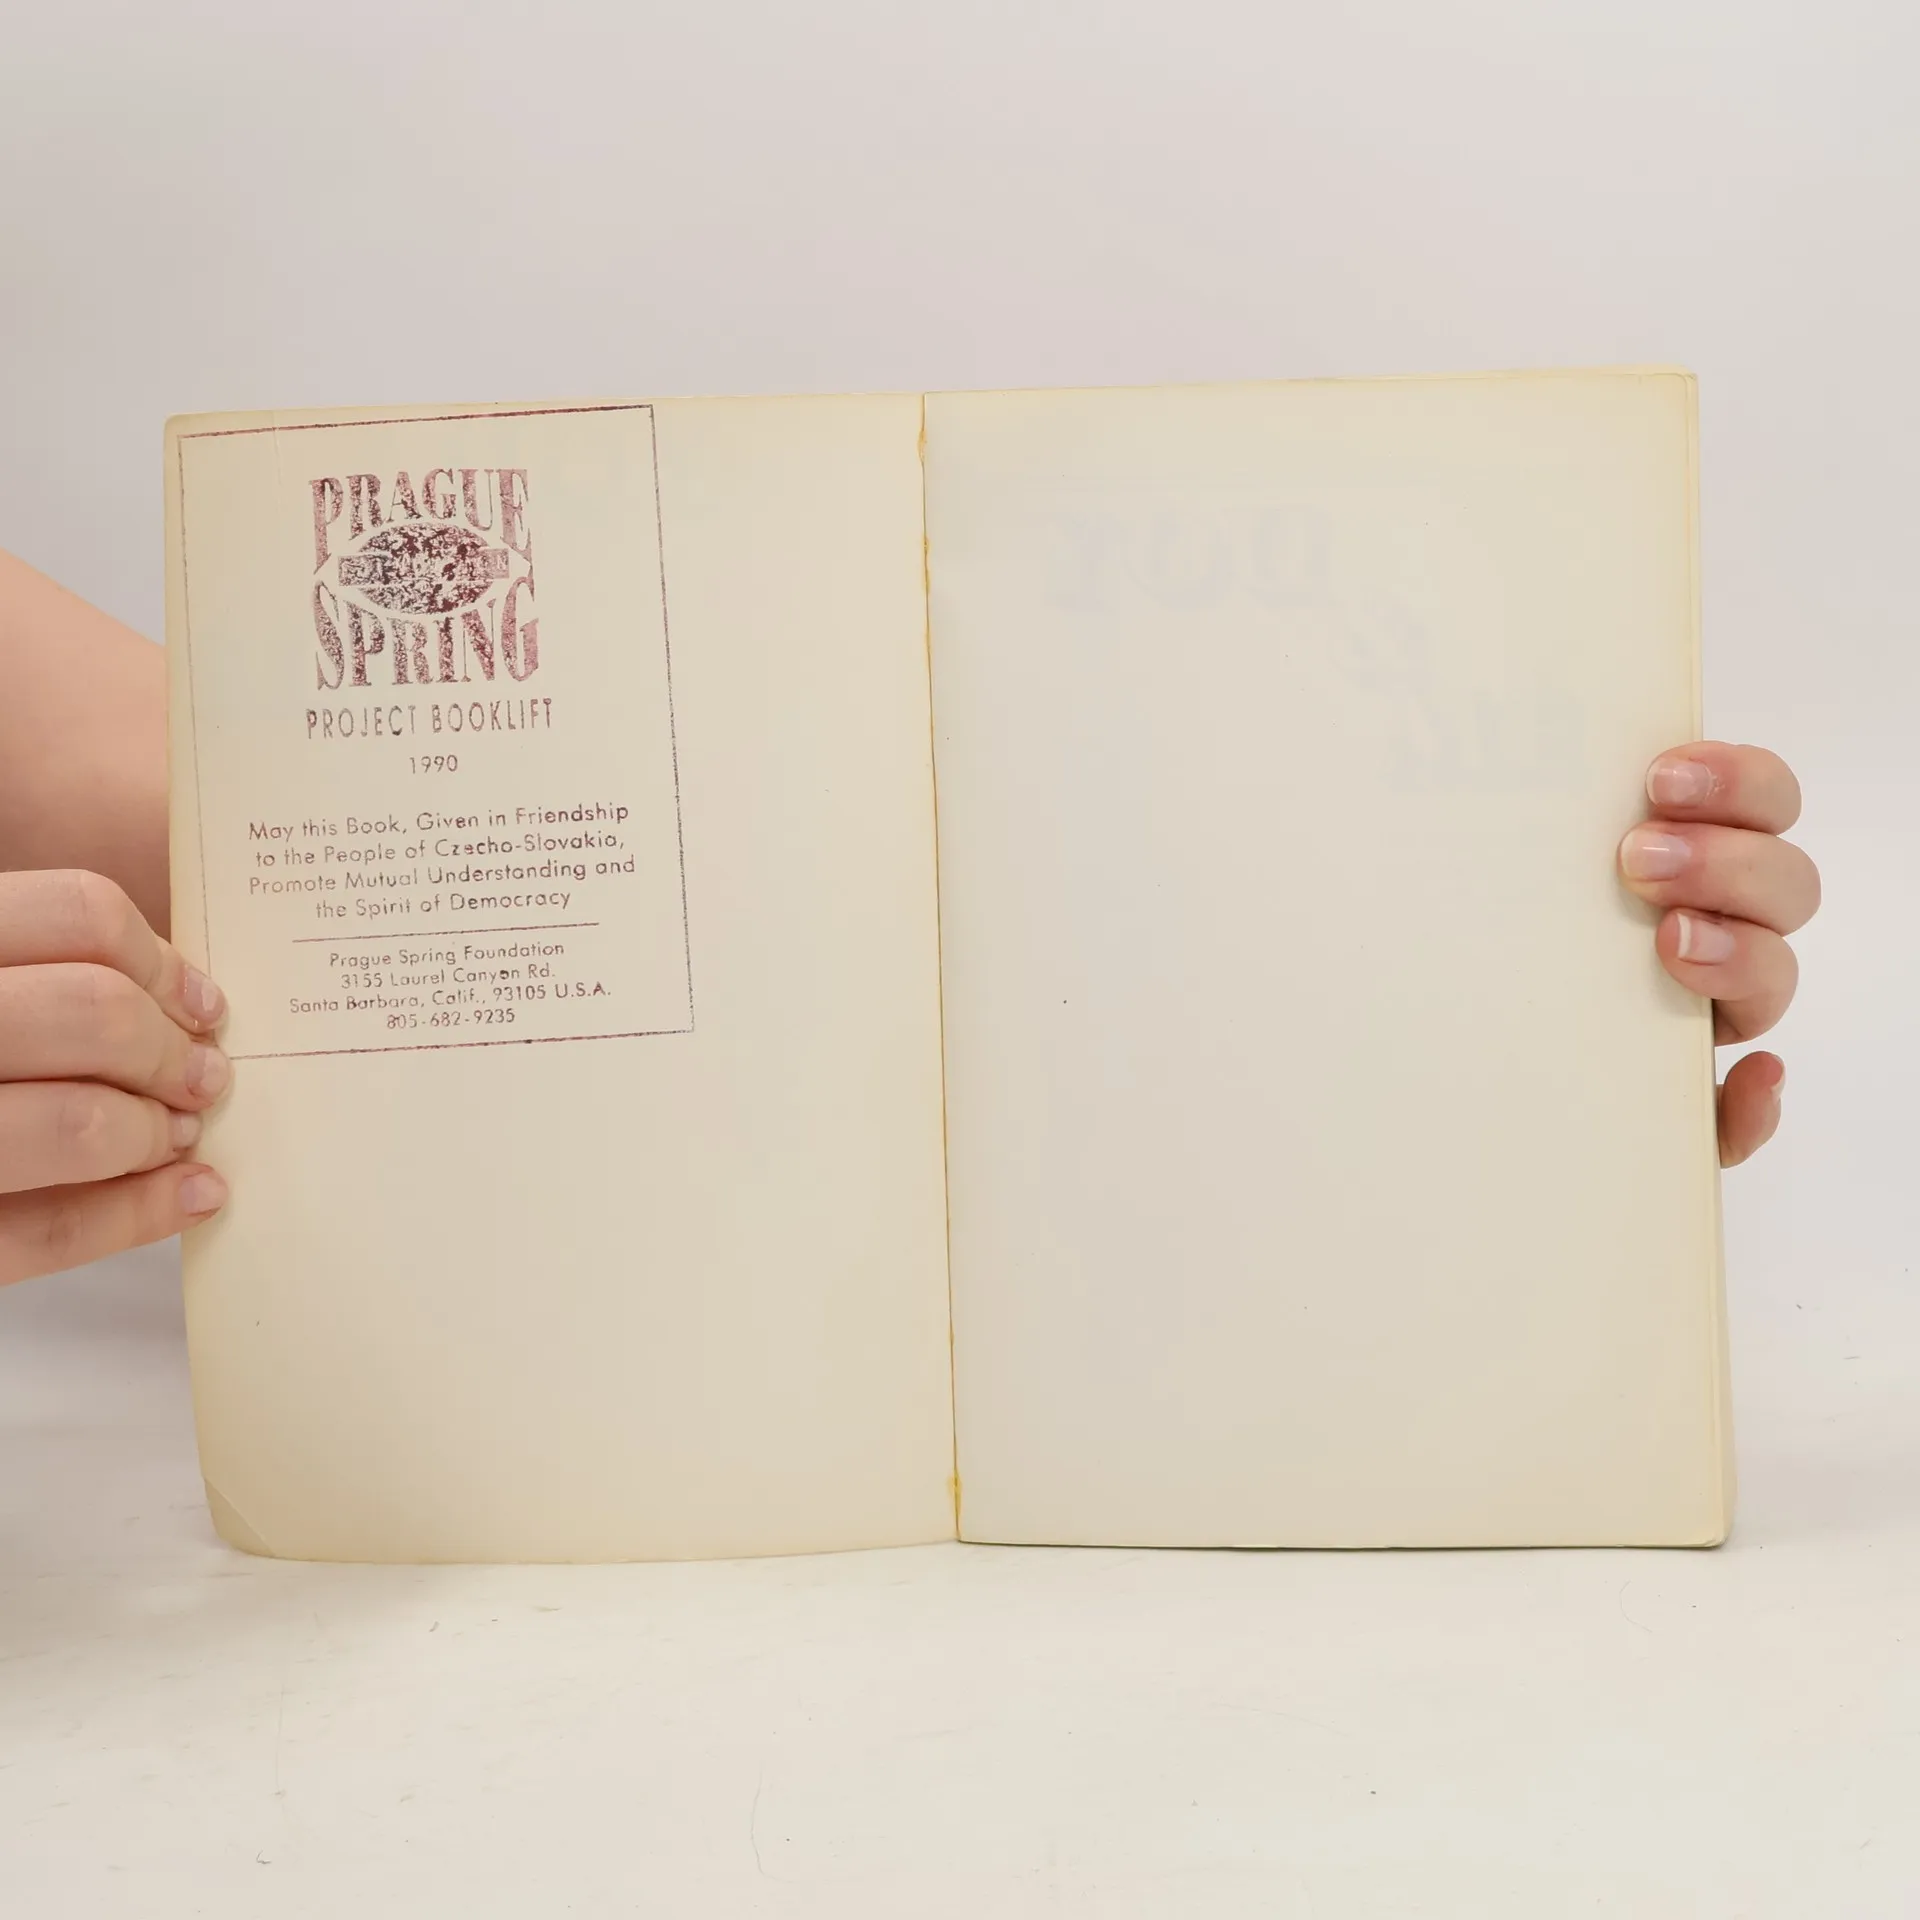 PRAGUE
SPRING
PROJECT BOOKLIFT
1990
May this Book, Given in Friendship
to the People of Czecho-Slovakia,
Promote Mutual Understanding and
the Spirit of Democracy
Prague Spring Foundation
3155 Laurel Canyon Rd.
Santa Barbara, Calif., 93105 U.S.A.
805-682-9235